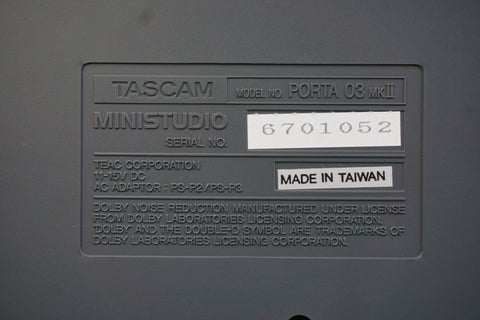 TASCAM MODEL NO. PORTA 03 MKII
MINISTUDIO
SERIAL NO. 6701052
TEAC CORPORATION
11-15V DC
AC ADAPTOR : PS-P2/PS-P3
MADE IN TAIWAN
DOLBY NOISE REDUCTION MANUFACTURED UNDER LICENSE
FROM DOLBY LABORATORIES LICENSING CORPORATION.
DOLBY AND THE DOUBLE-D SYMBOL ARE TRADEMARKS OF
DOLBY LABORATORIES LICENSING CORPORATION.